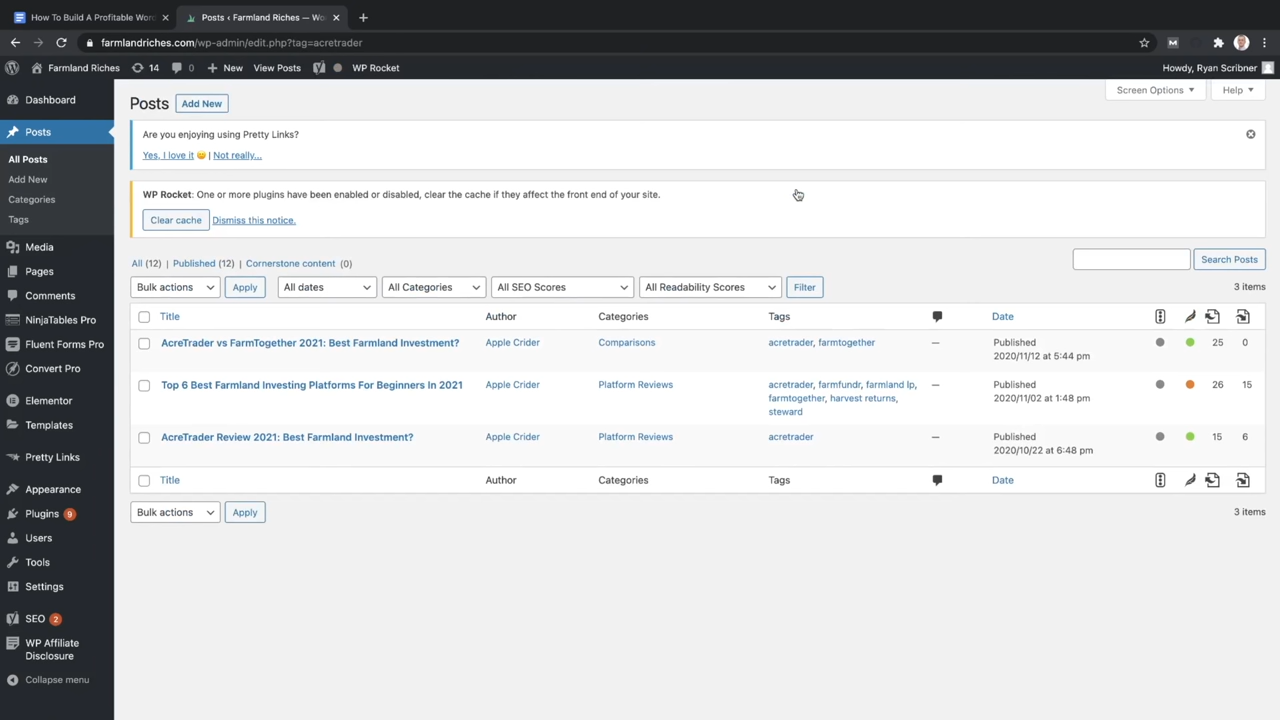 How To Build A Profitable Wor
Posts ‹ Farmland Riches — Wo
farmlandriches.com/wp-admin/edit.php?tag=acretrader
Farmland Riches 14 0 New View Posts WP Rocket Howdy, Ryan Scribner
Dashboard
Posts
All Posts
Add New
Categories
Tags
Media
Pages
Comments
NinjaTables Pro
Fluent Forms Pro
Convert Pro
Elementor
Templates
Pretty Links
Appearance
Plugins 9
Users
Tools
Settings
SEO 2
WP Affiliate
Disclosure
Collapse menu
Screen Options Help
Posts Add New
Are you enjoying using Pretty Links?
Yes, I love it | Not really...
WP Rocket: One or more plugins have been enabled or disabled, clear the cache if they affect the front end of your site.
Clear cache Dismiss this notice.
All (12) | Published (12) | Cornerstone content (0)
Search Posts
Bulk actions Apply All dates All Categories All SEO Scores All Readability Scores Filter 3 items
Title Author Categories Tags Date
AcreTrader vs FarmTogether 2021: Best Farmland Investment? Apple Crider Comparisons acretrader, farmtogether — Published 25 0
2020/11/12 at 5:44 pm
Top 6 Best Farmland Investing Platforms For Beginners In 2021 Apple Crider Platform Reviews acretrader, farmfundr, farmland lp, — Published 26 15
farmtogether, harvest returns, 2020/11/02 at 1:48 pm
steward
AcreTrader Review 2021: Best Farmland Investment? Apple Crider Platform Reviews acretrader — Published 15 6
2020/10/22 at 6:48 pm
Title Author Categories Tags Date
Bulk actions Apply 3 items